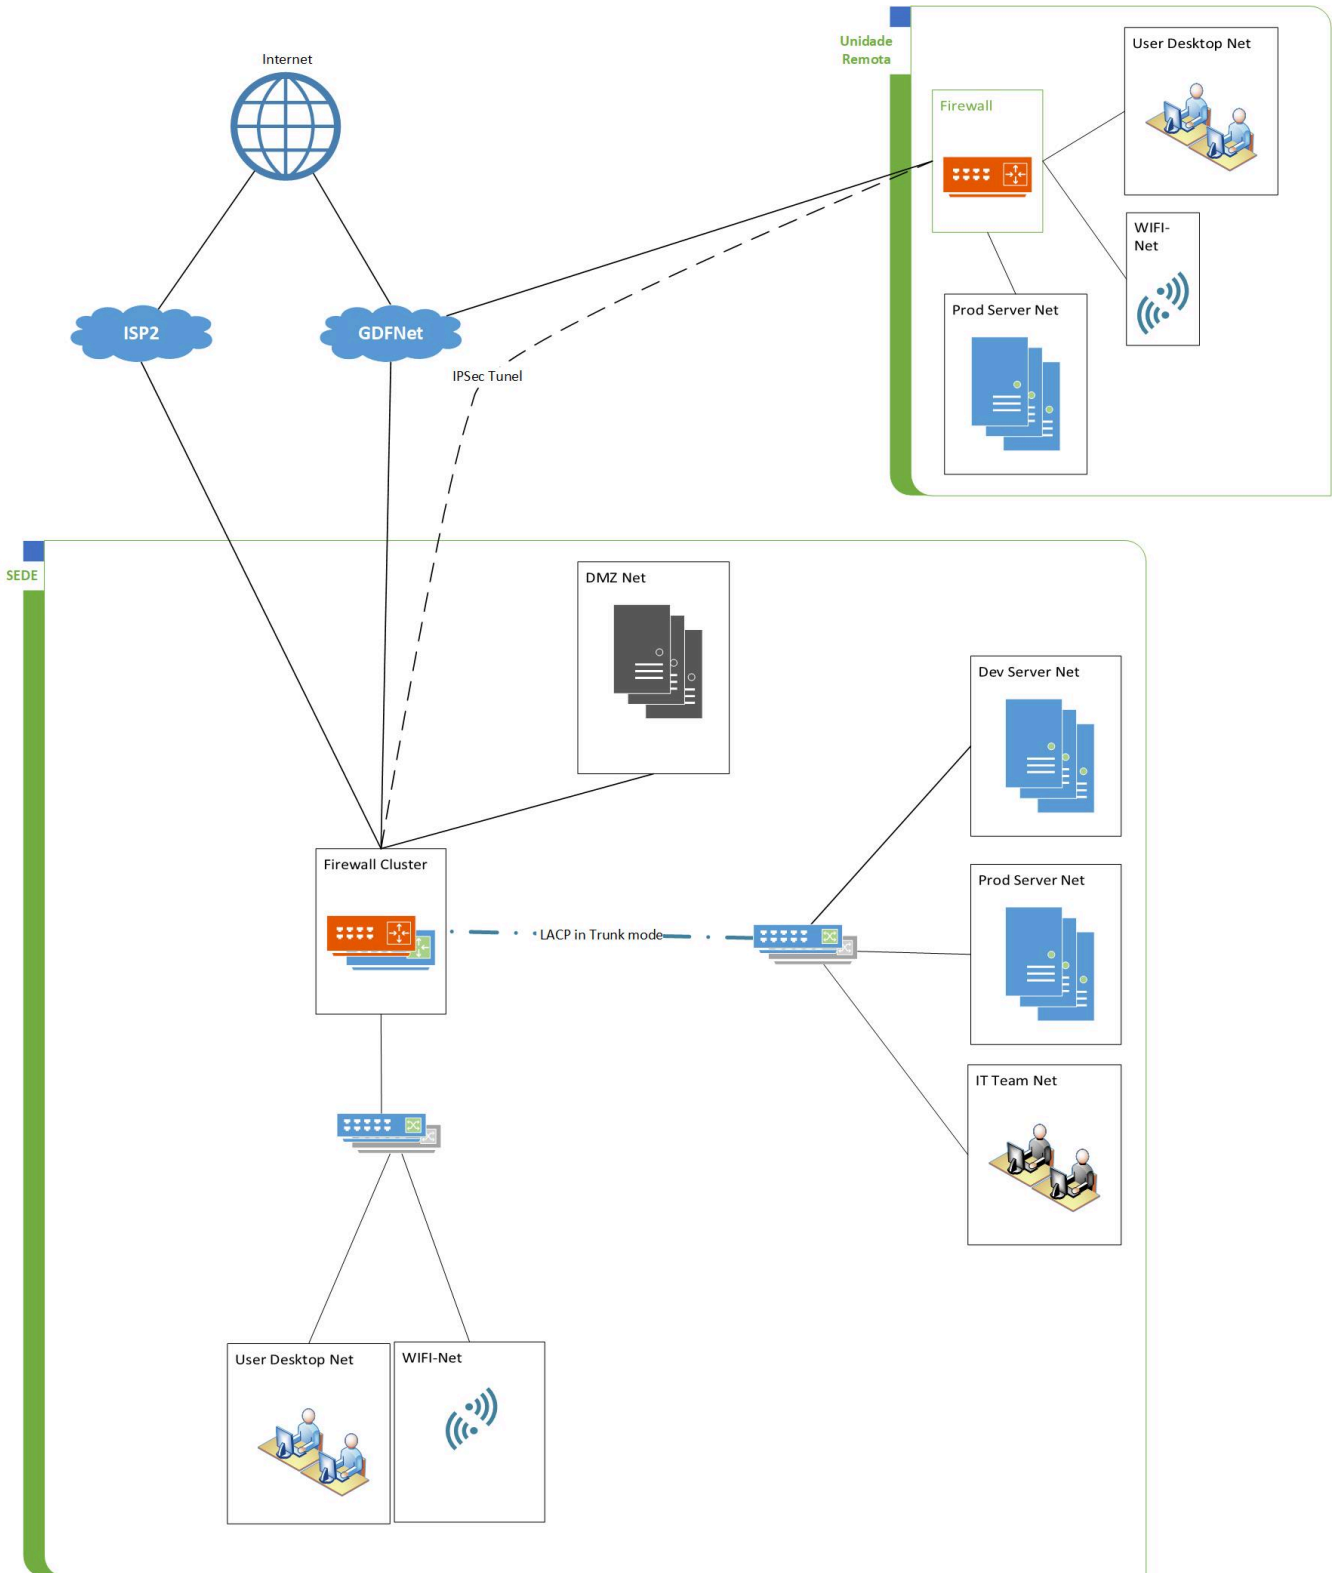 Internet
Unidade
Remota
User Desktop Net
Firewall
WIFI-
Net
Prod Server Net
ISP2
GDFNet
IPSec Tunel
SEDE
DMZ Net
Dev Server Net
Firewall Cluster
Prod Server Net
LACP in Trunk mode
IT Team Net
User Desktop Net
WIFI-Net